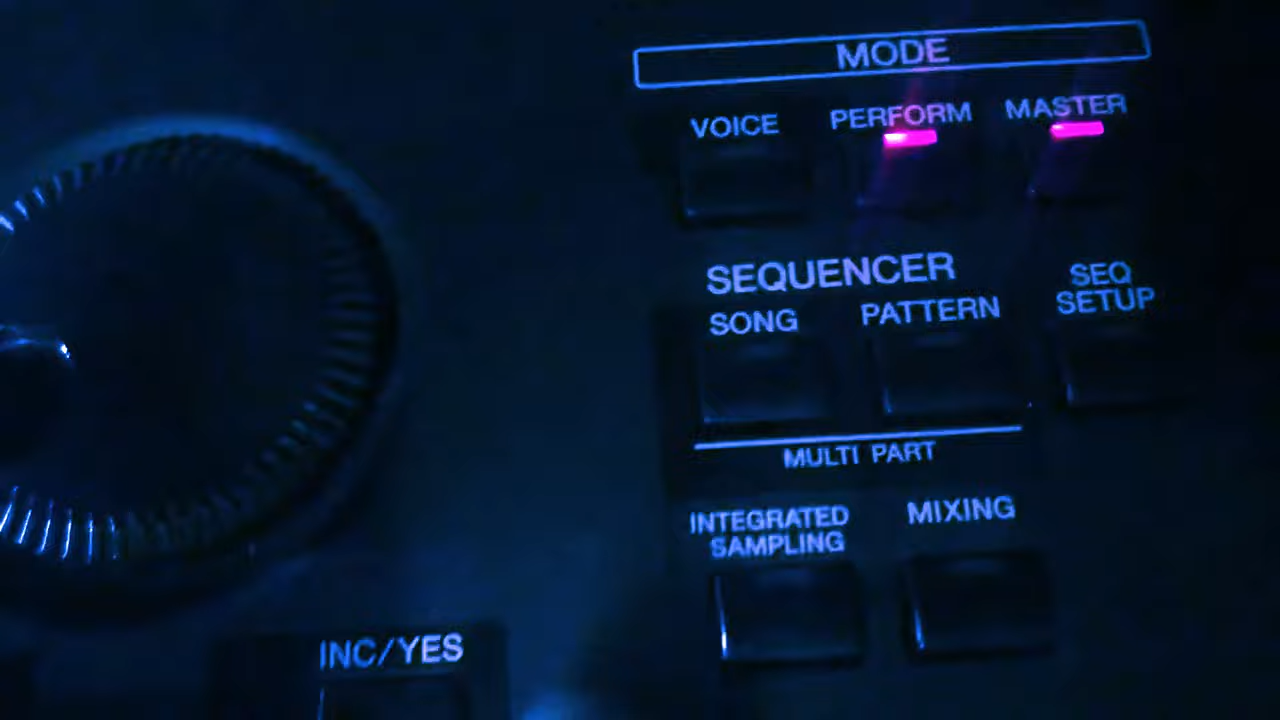 MODE
VOICE PERFORM MASTER
SEQUENCER
SONG PATTERN SEQ SETUP
MULTI PART
INTEGRATED SAMPLING MIXING
INC/YES